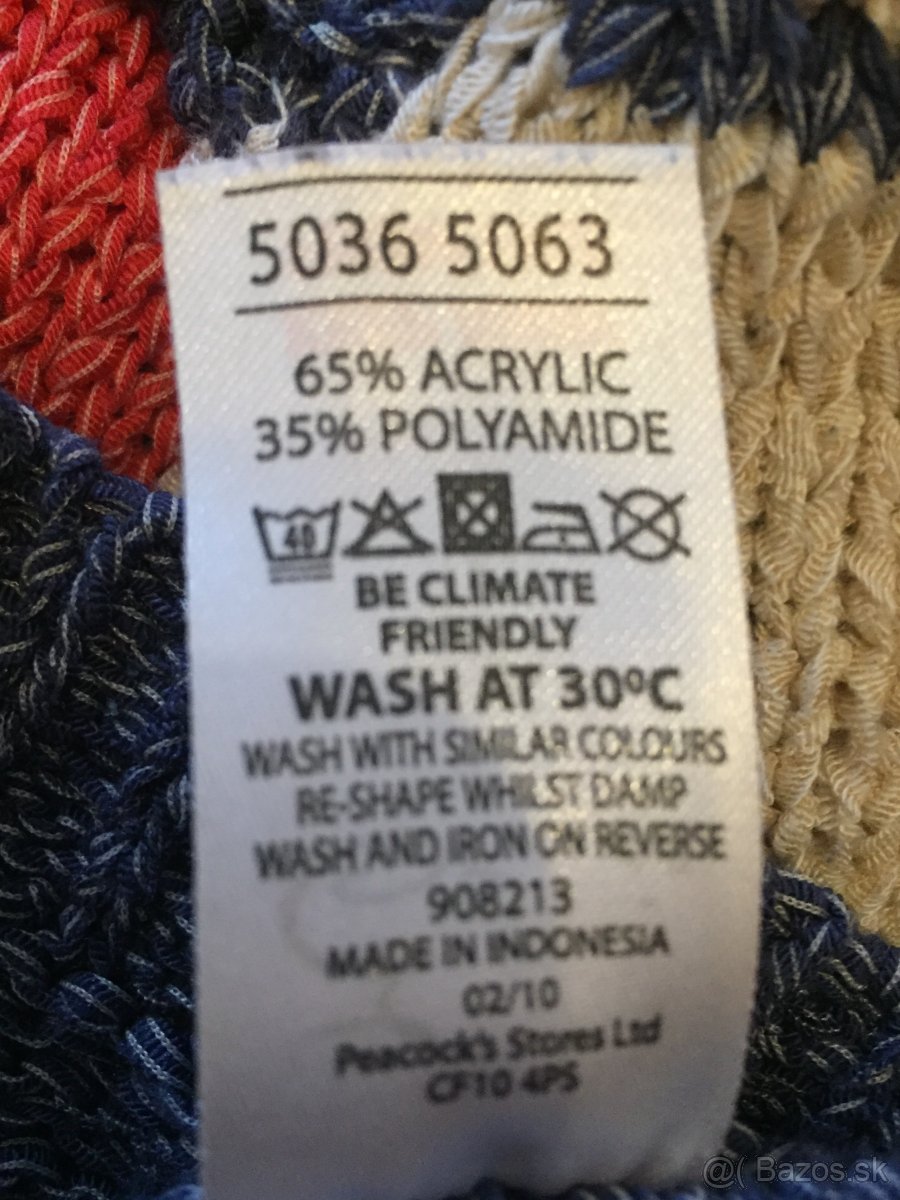 5036 5063
65% ACRYLIC
35% POLYAMIDE
40
BE CLIMATE
FRIENDLY
WASH AT 30ºC
WASH WITH SIMILAR COLOURS
RE-SHAPE WHILST DAMP
WASH AND IRON ON REVERSE
908213
MADE IN INDONESIA
02/10
Peacock's Stores Ltd
CF10 4PS
@( Bazos.sk